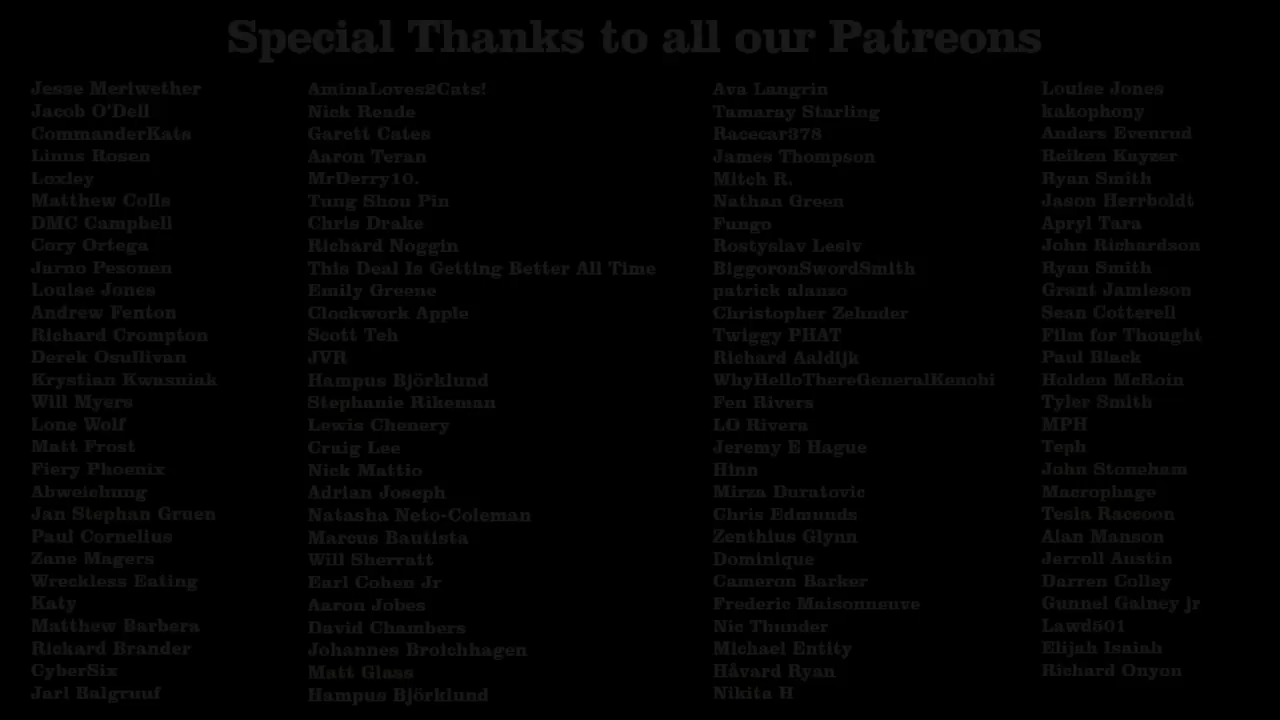 Special Thanks to all our Patreons
Jesse Meriwether
Jacob O'Dell
CommanderKats
Linns Rosen
Loxley
Matthew Colls
DMC Campbell
Cory Ortega
Jarno Pesonen
Louise Jones
Andrew Fenton
Richard Crompton
Derek Osullivan
Krystian Kwasniak
Will Myers
Lone Wolf
Matt Frost
Fiery Phoenix
Abweichung
Jan Stephan Gruen
Paul Cornelius
Zane Magers
Wreckless Eating
Katy
Matthew Barbera
Rickard Brander
CyberSix
Jarl Balgruuf
AminaLoves2Cats!
Nick Reade
Garett Cates
Aaron Teran
MrDerry10.
Tung Shou Pin
Chris Drake
Richard Noggin
This Deal Is Getting Better All Time
Emily Greene
Clockwork Apple
Scott Teh
JVR
Hampus Björklund
Stephanie Rikeman
Lewis Chenery
Craig Lee
Nick Mattio
Adrian Joseph
Natasha Neto-Coleman
Marcus Bautista
Will Sherratt
Earl Cohen Jr
Aaron Jobes
David Chambers
Johannes Broichhagen
Matt Glass
Hampus Björklund
Ava Langrin
Tamaray Starling
Racecar378
James Thompson
Mitch R.
Nathan Green
Fungo
Rostyslav Lesiv
BiggoronSwordSmith
patrick alanzo
Christopher Zehnder
Twiggy PHAT
Richard Aaldijk
WhyHelloThereGeneralKenobi
Fen Rivers
LO Rivera
Jeremy E Hague
Hinn
Mirza Duratovic
Chris Edmunds
Zenthius Glynn
Dominique
Cameron Barker
Frederic Maisonneuve
Nic Thunder
Michael Entity
Håvard Ryan
Nikita H
Louise Jones
kakophony
Anders Evenrud
Reiken Kayzer
Ryan Smith
Jason Herrboldt
Apryl Tara
John Richardson
Ryan Smith
Grant Jamieson
Sean Cotterell
Film for Thought
Paul Black
Holden McRoin
Tyler Smith
MPH
Teph
John Stoneham
Macrophage
Tesla Raccoon
Alan Manson
Jerroll Austin
Darren Colley
Gunnel Gainey jr
Lawd501
Elijah Isaiah
Richard Onyon